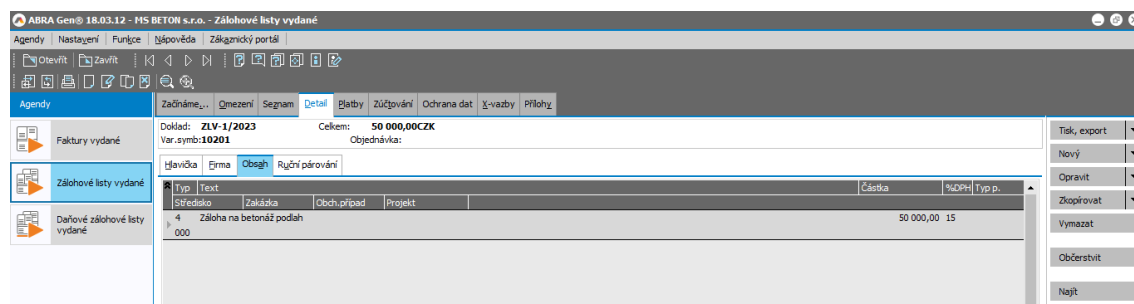 ABRA Gen® 18.03.12 - MS BETON s.r.o. - Zálohové listy vydané
Agendy Nastavení Funkce Nápověda Zákaznický portál
Otevřít Zavřít
Agendy
Začínáme... Omezení Seznam Detail Platby Zúčtování Ochrana dat X-vazby Přílohy
Faktury vydané
Zálohové listy vydané
Daňové zálohové listy
vydané
Doklad: ZLV-1/2023 Celkem: 50 000,00CZK
Var.symb:10201 Objednávka:
Hlavička Firma Obsah Ruční párování
Typ Text Částka %DPH Typ p.
Středisko Zakázka Obch.případ Projekt
4 Záloha na betonáž podlah 50 000,00 15
000
Tisk, export
Nový
Opravit
Zkopírovat
Vymazat
Občerstvit
Najít